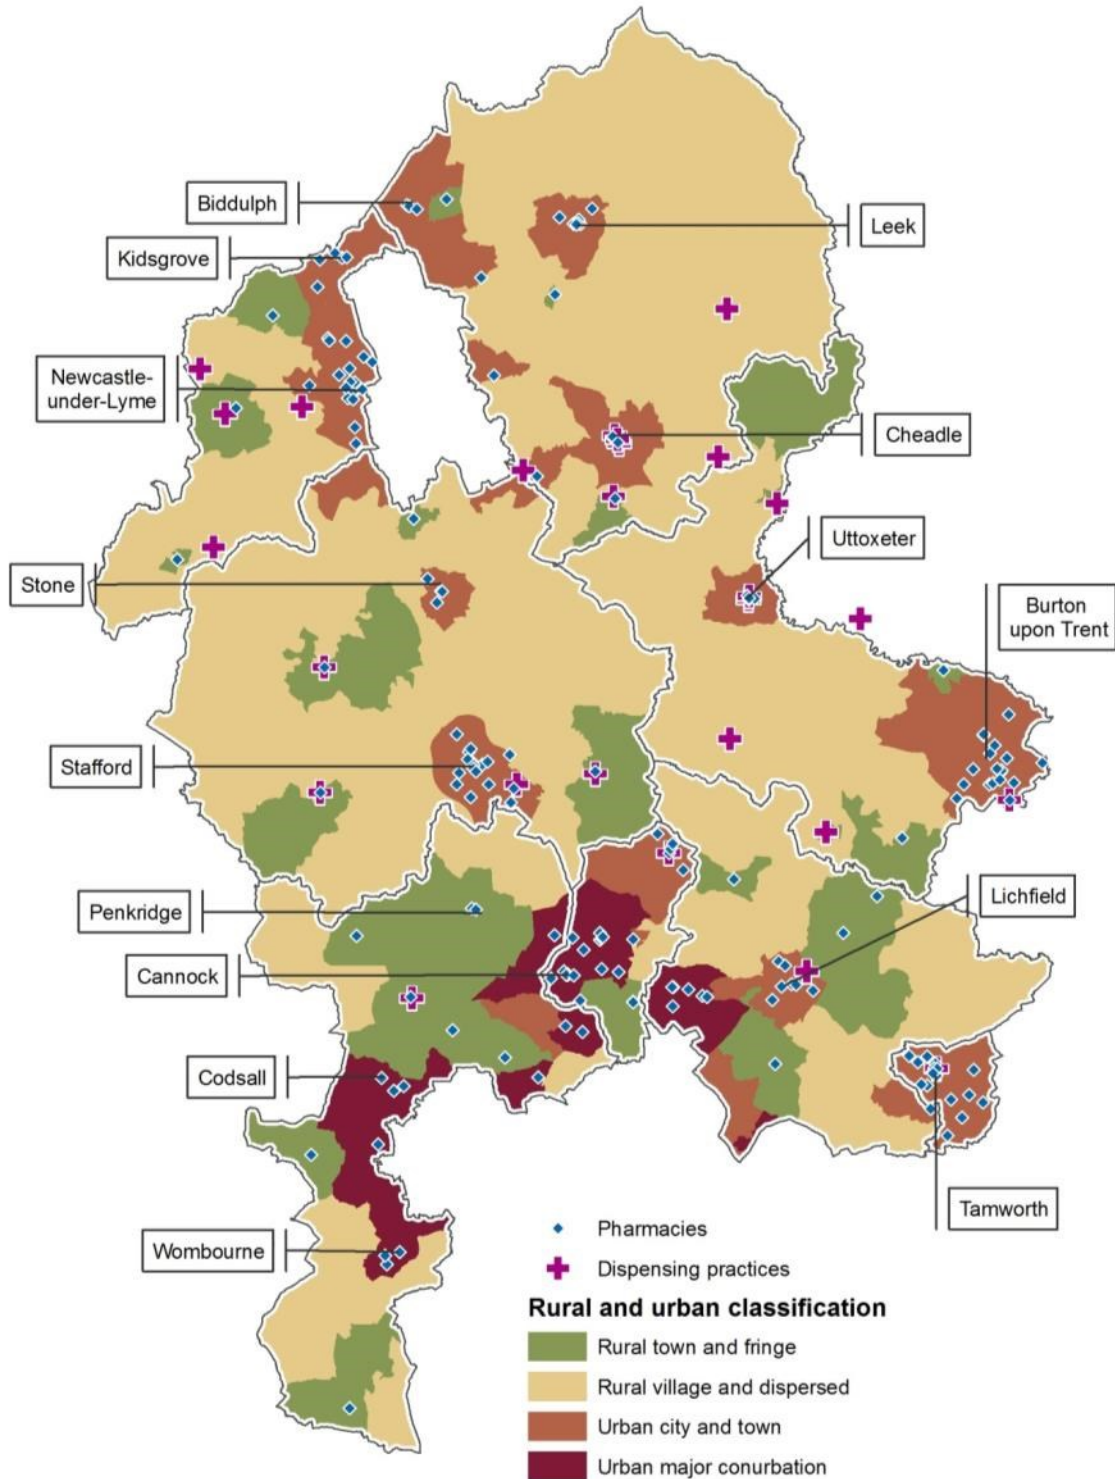 Biddulph
Leek
Kidsgrove
Newcastle-
under-Lyme
Cheadle
Uttoxeter
Stone
Burton
upon Trent
Stafford
Lichfield
Penkridge
Cannock
Codsall
Tamworth
Wombourne
Pharmacies
Dispensing practices
Rural and urban classification
Rural town and fringe
Rural village and dispersed
Urban city and town
Urban major conurbation